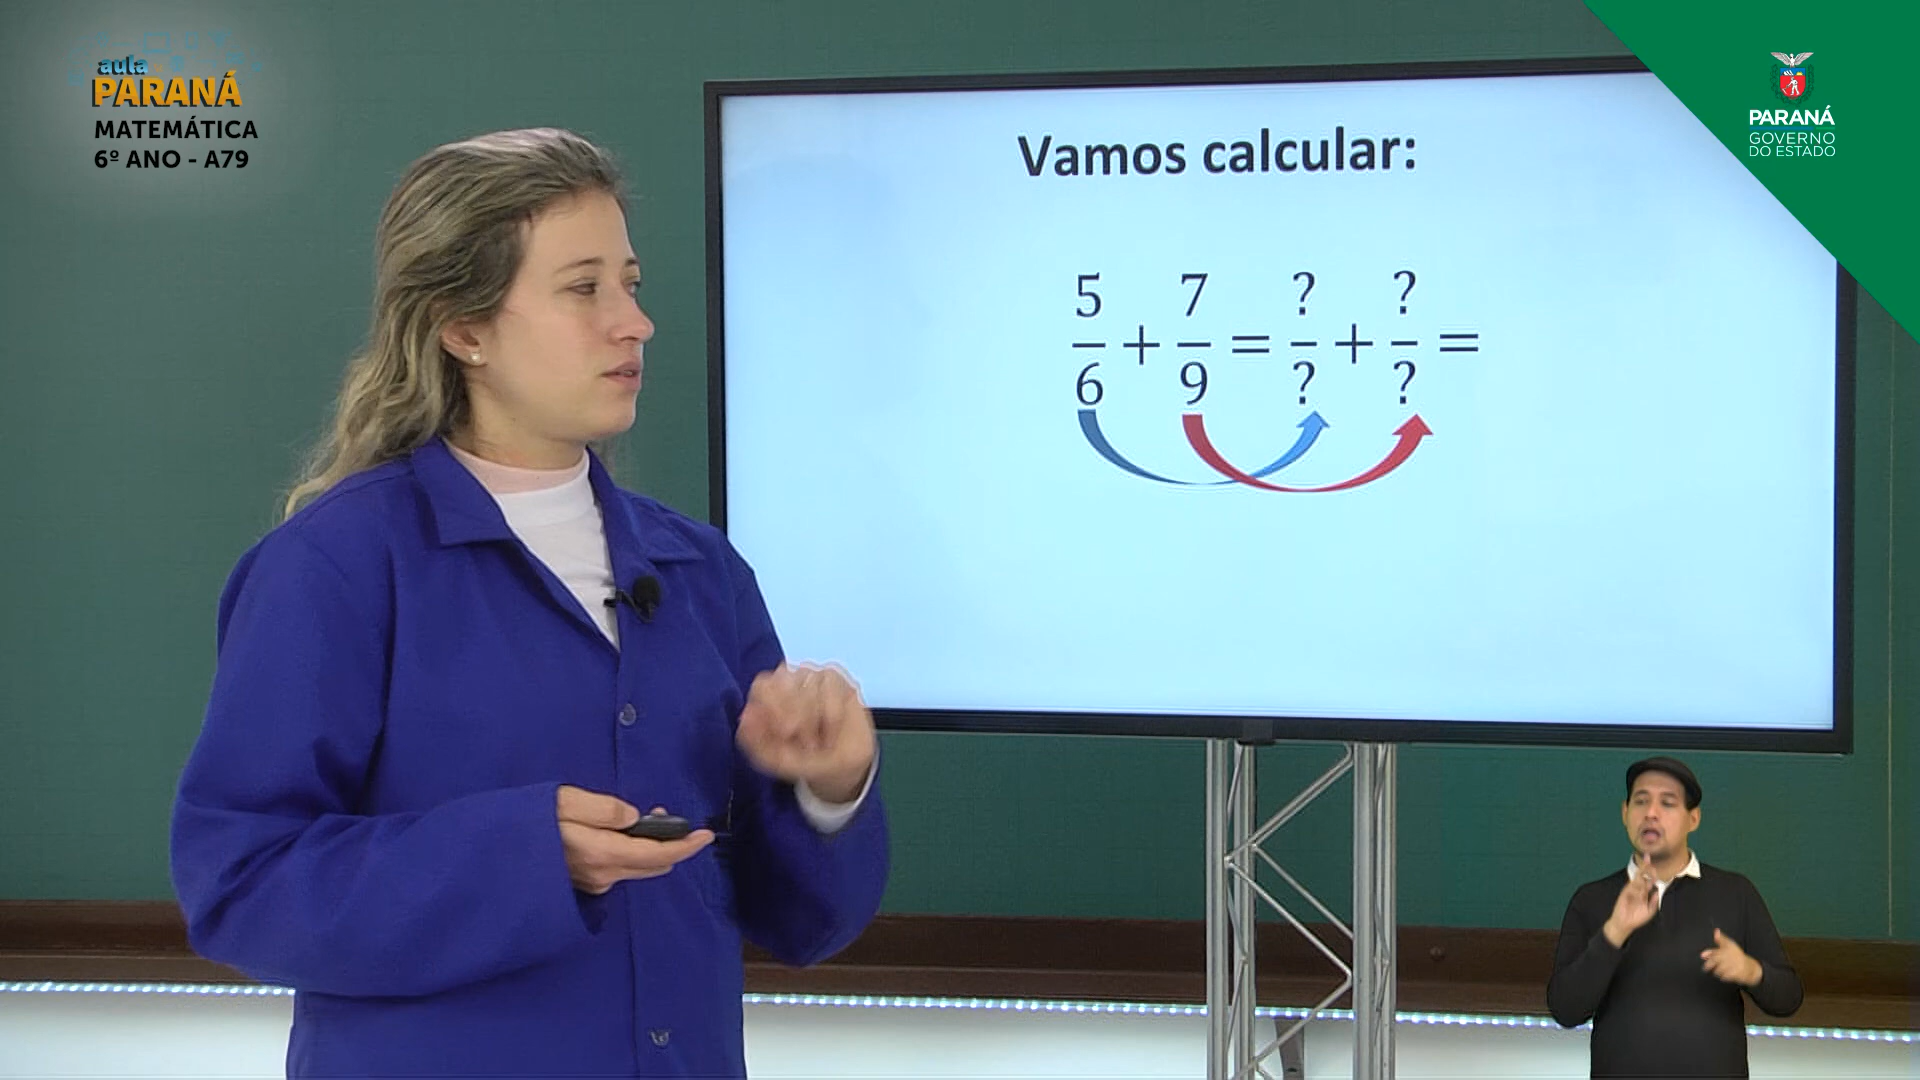 aula
PARANÁ
MATEMÁTICA
6º ANO - A79
Vamos calcular:
5/6 + 7/9 = ?/? + ?/? =
PARANÁ
GOVERNO
DO ESTADO